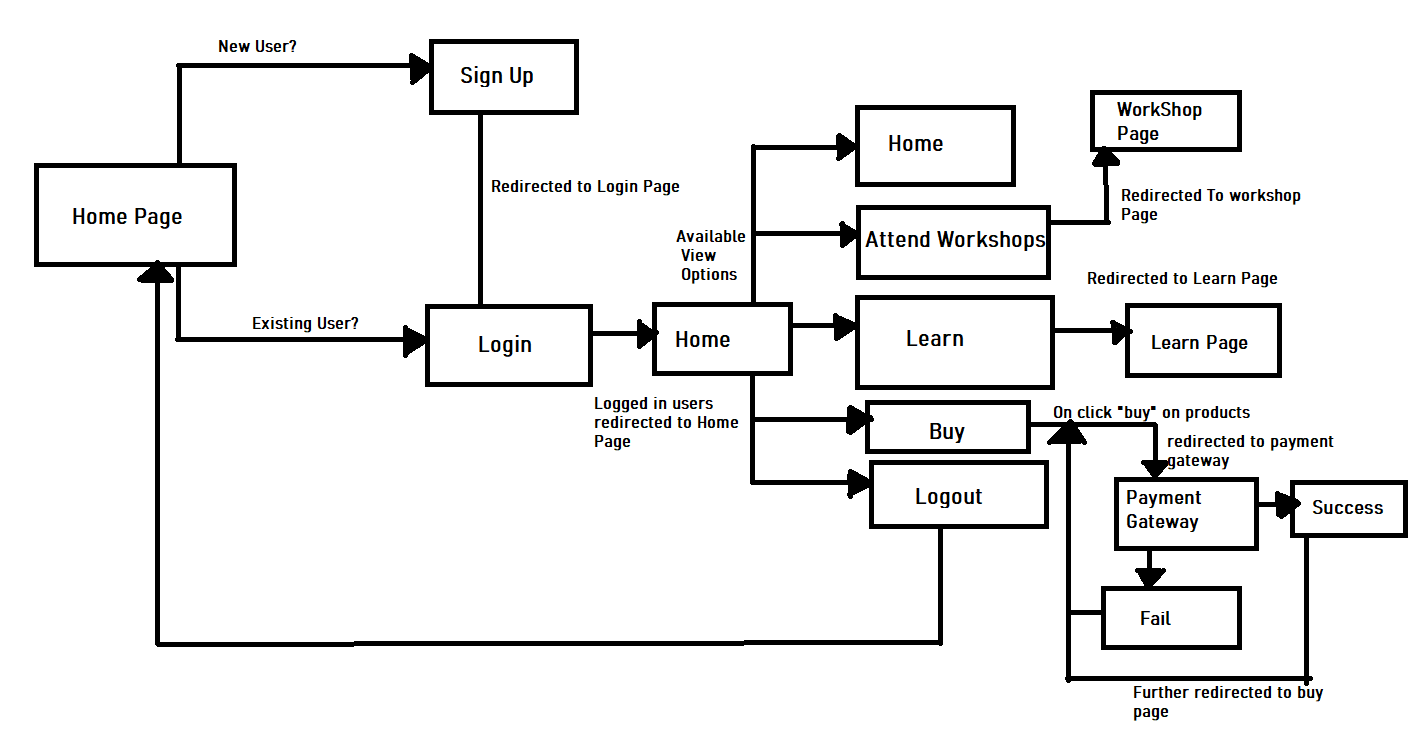 New User?
Sign Up
Home Page
Redirected to Login Page
Existing User?
Login
Logged in users
redirected to Home
Page
Home
Available
View
Options
Home
Attend Workshops
WorkShop
Page
Redirected To workshop
Page
Learn
Redirected to Learn Page
Learn Page
Buy
On click "buy" on products
redirected to payment
gateway
Logout
Payment
Gateway
Success
Fail
Further redirected to buy
page